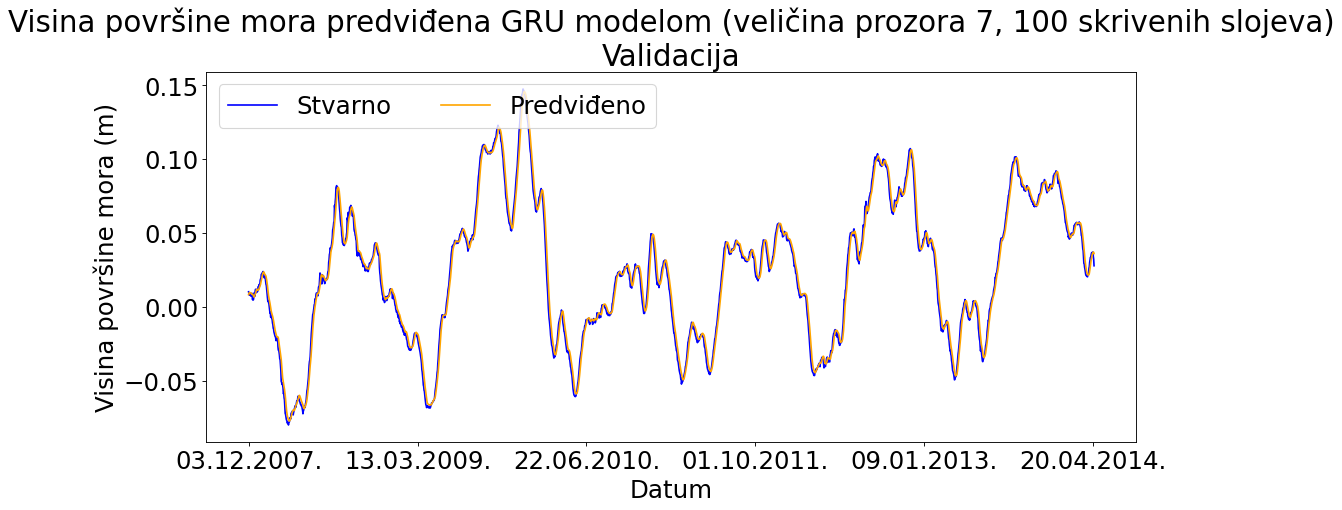 Visina površine mora predviđena GRU modelom (veličina prozora 7, 100 skrivenih slojeva)
Validacija
Stvarno
Predviđeno
Visina površine mora (m)
0.15
0.10
0.05
0.00
−0.05
03.12.2007.
13.03.2009.
22.06.2010.
01.10.2011.
09.01.2013.
20.04.2014.
Datum